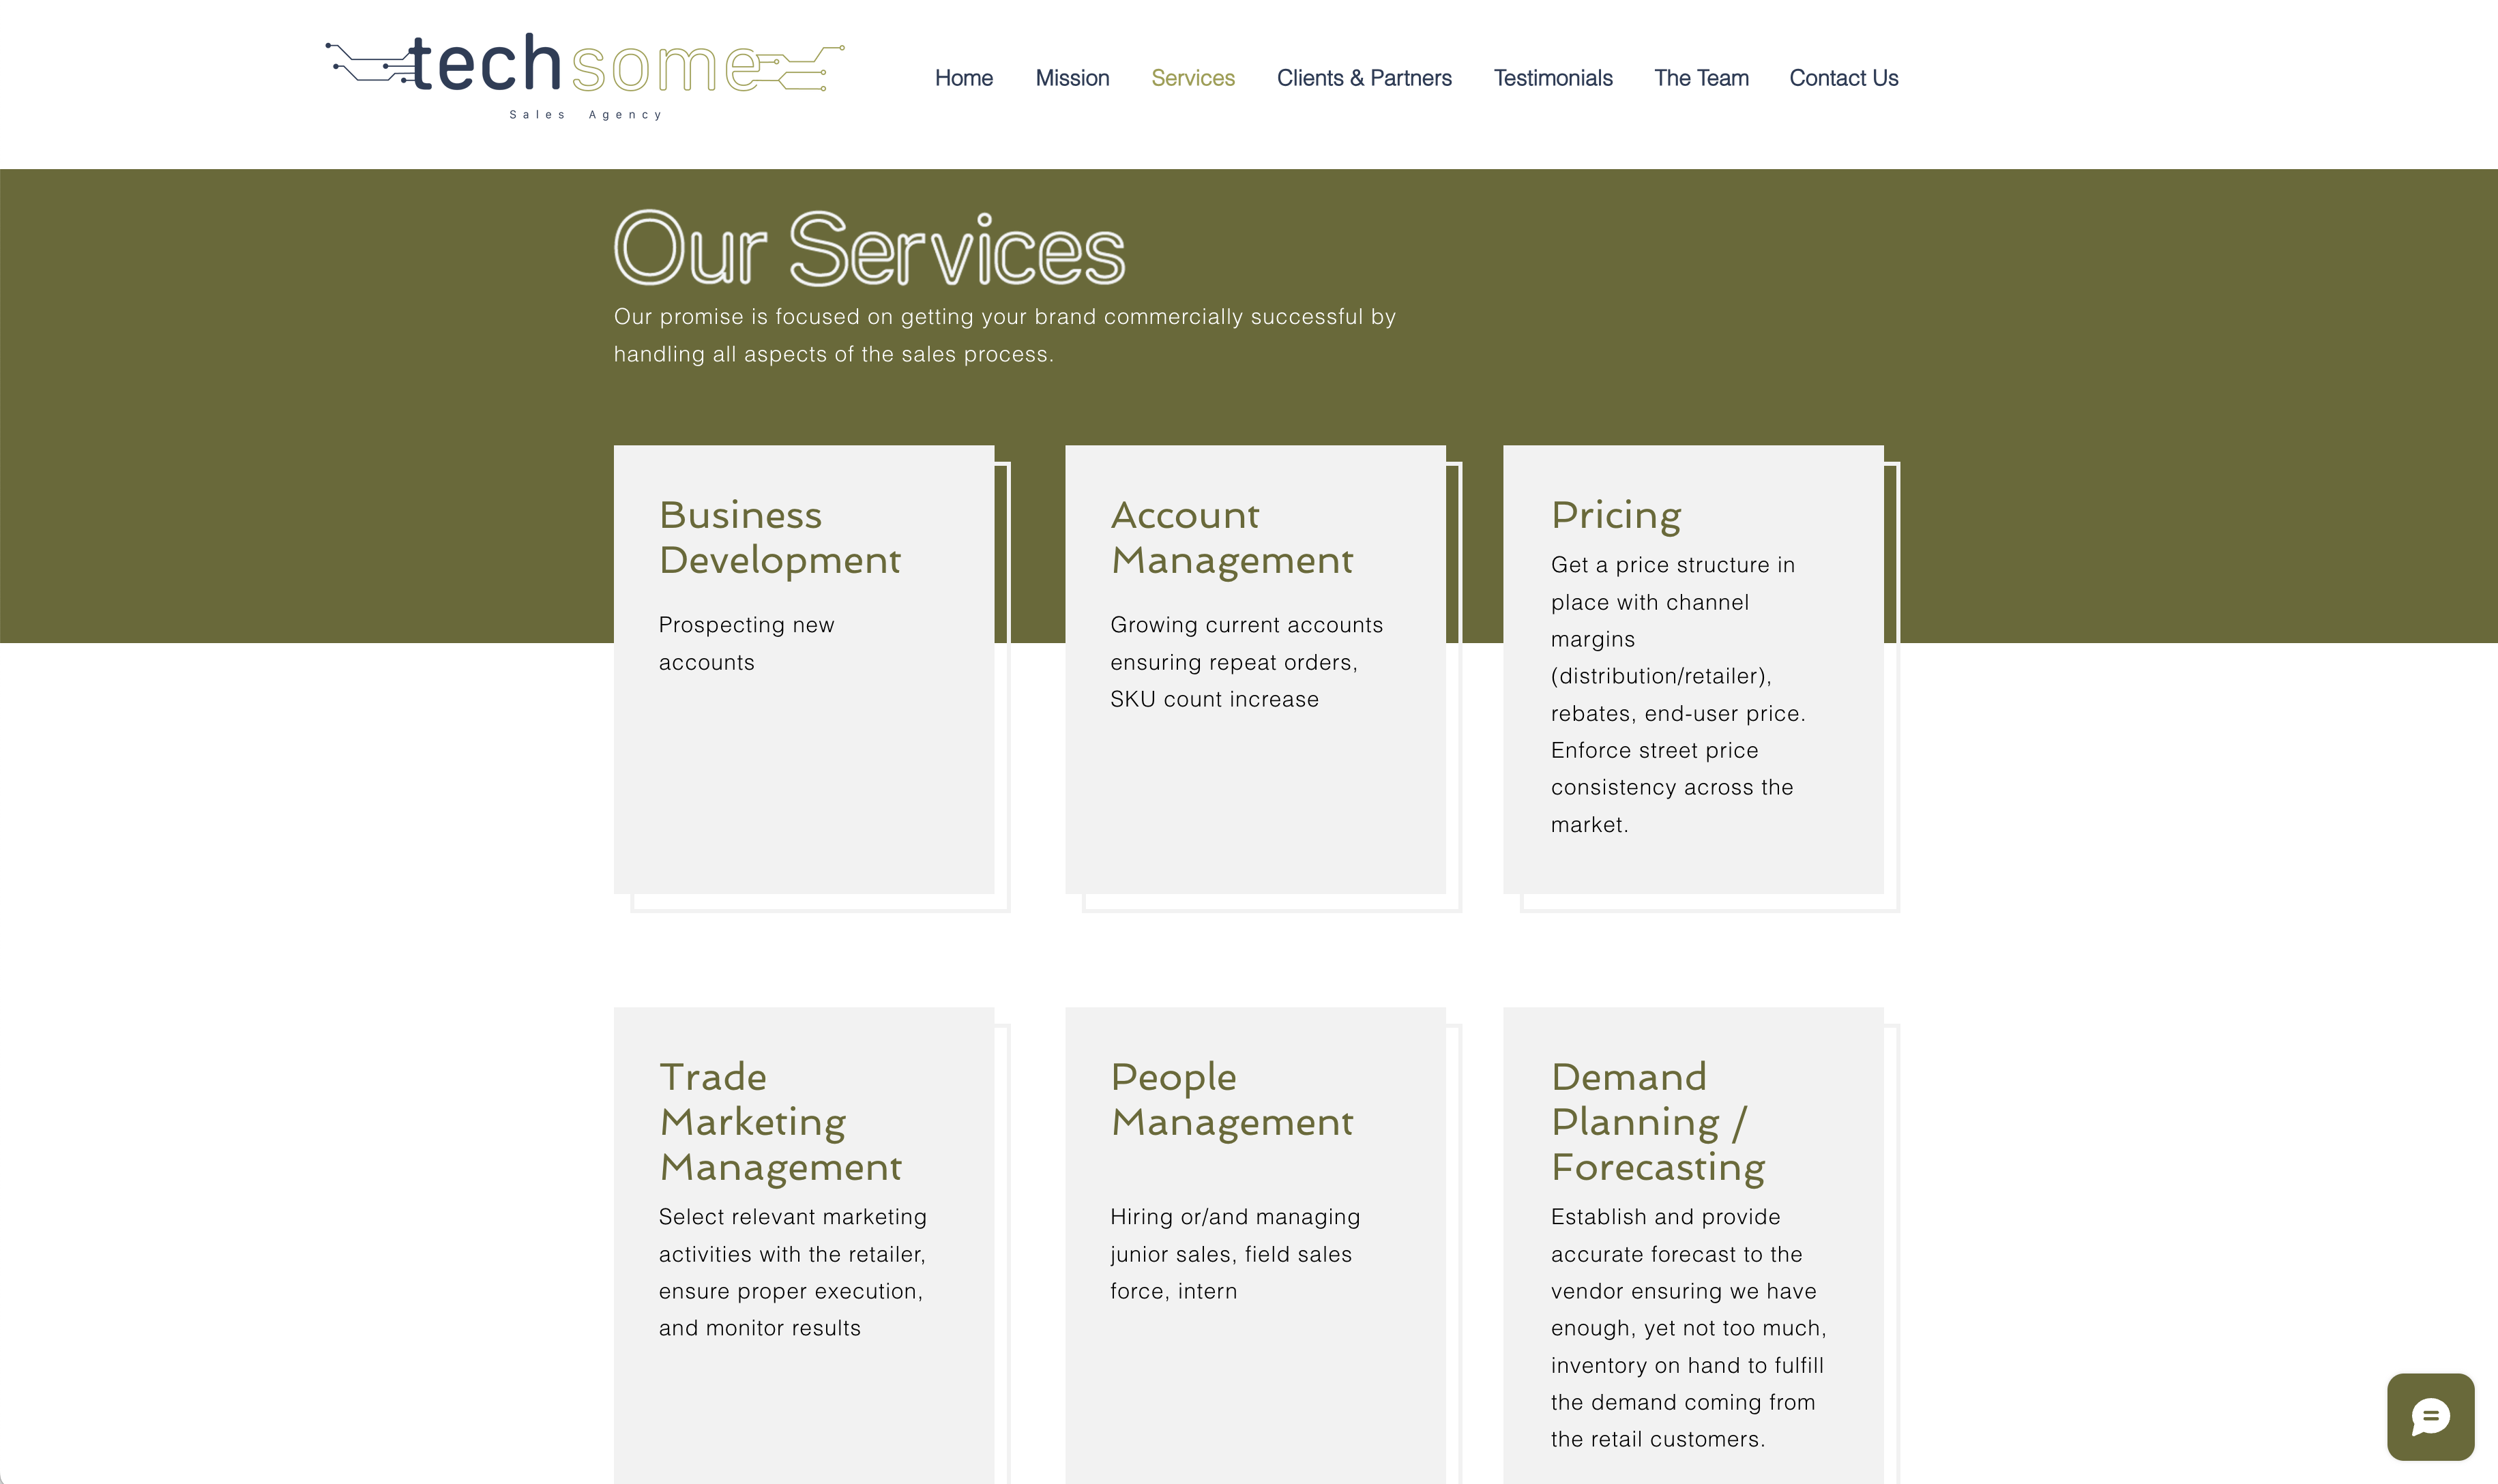 techsome
Sales Agency
Home Mission Services Clients & Partners Testimonials The Team Contact Us
Our Services
Our promise is focused on getting your brand commercially successful by
handling all aspects of the sales process.
Business
Development
Prospecting new
accounts
Account
Management
Growing current accounts
ensuring repeat orders,
SKU count increase
Pricing
Get a price structure in
place with channel
margins
(distribution/retailer),
rebates, end-user price.
Enforce street price
consistency across the
market.
Trade
Marketing
Management
Select relevant marketing
activities with the retailer,
ensure proper execution,
and monitor results
People
Management
Hiring or/and managing
junior sales, field sales
force, intern
Demand
Planning /
Forecasting
Establish and provide
accurate forecast to the
vendor ensuring we have
enough, yet not too much,
inventory on hand to fulfill
the demand coming from
the retail customers.